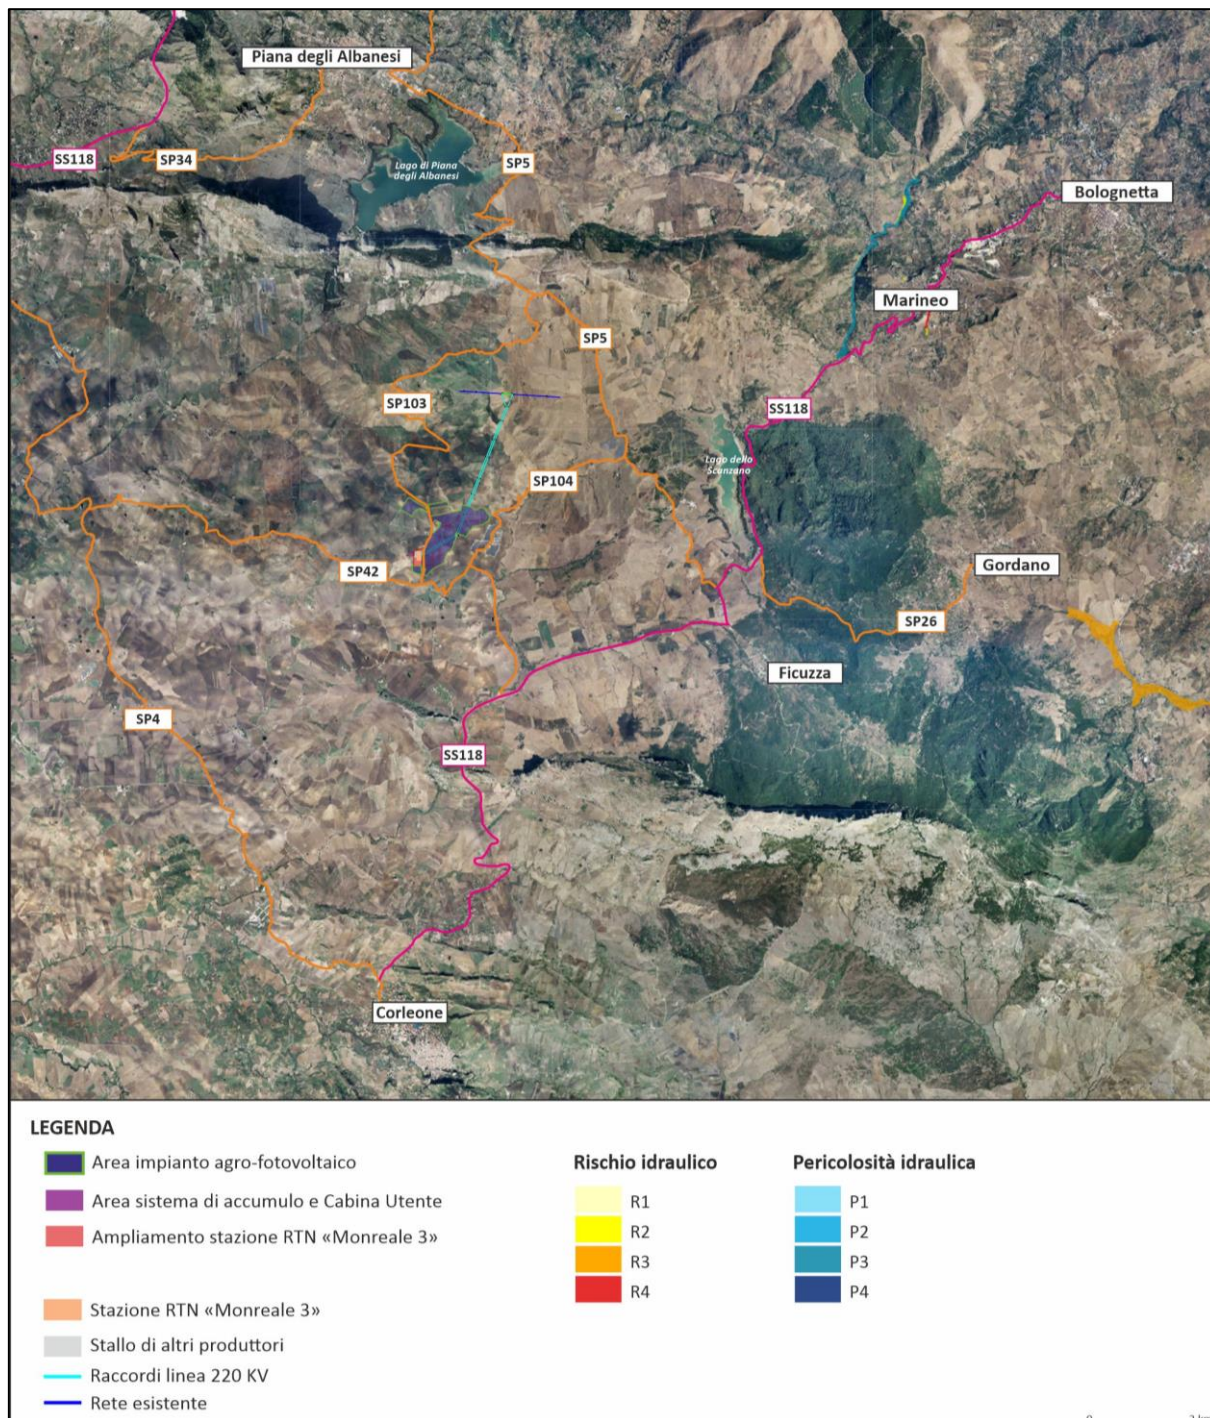 Piana degli Albanesi
SS118
SP34
Lago di Piana
degli Albanesi
SP5
Bolognetta
Marineo
SP5
SP103
SS118
Lago dello
Scanzano
SP104
SP42
Gordano
SP26
Ficuzza
SP4
SS118
Corleone
LEGENDA
Area impianto agro-fotovoltaico
Area sistema di accumulo e Cabina Utente
Ampliamento stazione RTN «Monreale 3»
Stazione RTN «Monreale 3»
Stallo di altri produttori
Raccordi linea 220 KV
Rete esistente
Rischio idraulico
R1
R2
R3
R4
Pericolosità idraulica
P1
P2
P3
P4